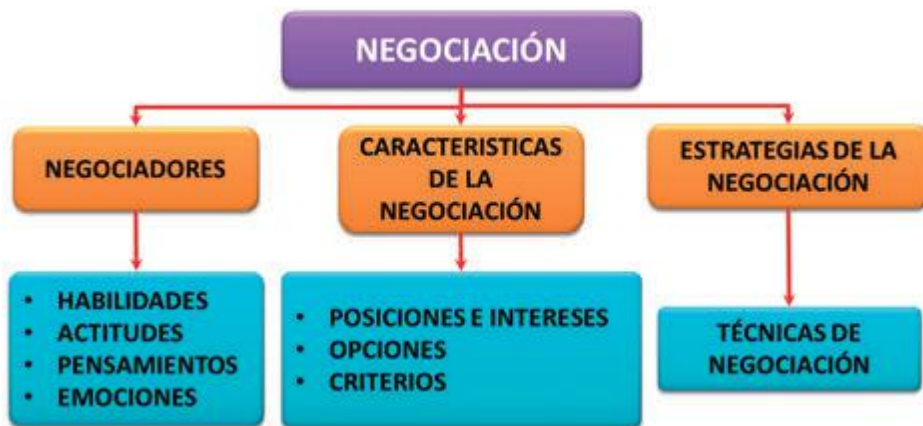 NEGOCIACIÓN
NEGOCIADORES
CARACTERISTICAS
DE LA
NEGOCIACIÓN
ESTRATEGIAS DE LA
NEGOCIACIÓN
• HABILIDADES
• ACTITUDES
• PENSAMIENTOS
• EMOCIONES
• POSICIONES E INTERESES
• OPCIONES
• CRITERIOS
TÉCNICAS DE
NEGOCIACIÓN